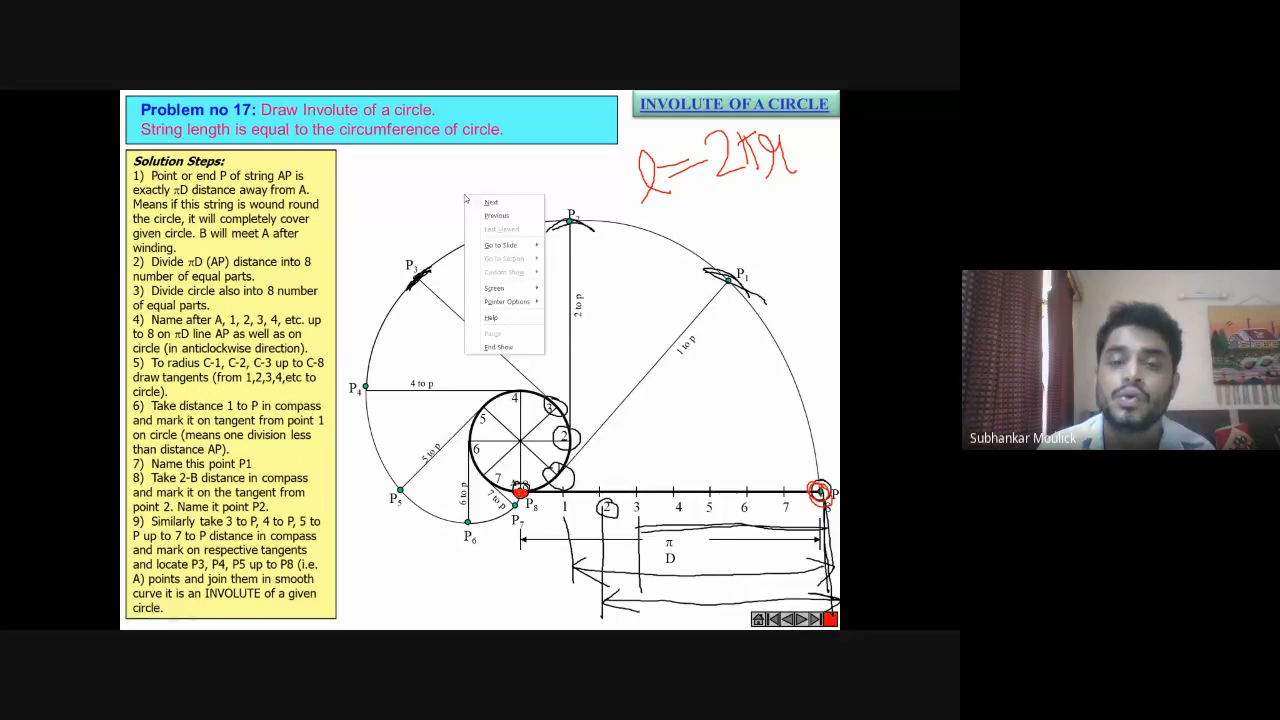 Problem no 17: Draw Involute of a circle.
String length is equal to the circumference of circle.
INVOLUTE OF A CIRCLE
l = 2πr
Solution Steps:
1) Point or end P of string AP is
exactly πD distance away from A.
Means if this string is wound round
the circle, it will completely cover
given circle. B will meet A after
winding.
2) Divide πD (AP) distance into 8
number of equal parts.
3) Divide circle also into 8 number
of equal parts.
4) Name after A, 1, 2, 3, 4, etc. up
to 8 on πD line AP as well as on
circle (in anticlockwise direction).
5) To radius C-1, C-2, C-3 up to C-8
draw tangents (from 1,2,3,4,etc to
circle).
6) Take distance 1 to P in compass
and mark it on tangent from point 1
on circle (means one division less
than distance AP).
7) Name this point P1
8) Take 2-B distance in compass
and mark it on the tangent from
point 2. Name it point P2.
9) Similarly take 3 to P, 4 to P, 5 to
P up to 7 to P distance in compass
and mark on respective tangents
and locate P3, P4, P5 up to P8 (i.e.
A) points and join them in smooth
curve it is an INVOLUTE of a given
circle.
Next
Previous
Last Viewed
Go to Slide
Go to Section
Custom Show
Screen
Pointer Options
Help
Pause
End Show
P2
P1
P3
2 to p
1 to p
P4
4 to p
4
3
5
2
6
5 to p
7
1
6 to p
7 to p
P5
P8
P7
P6
1 2 3 4 5 6 7 8
P
π
D
Subhankar Moulick